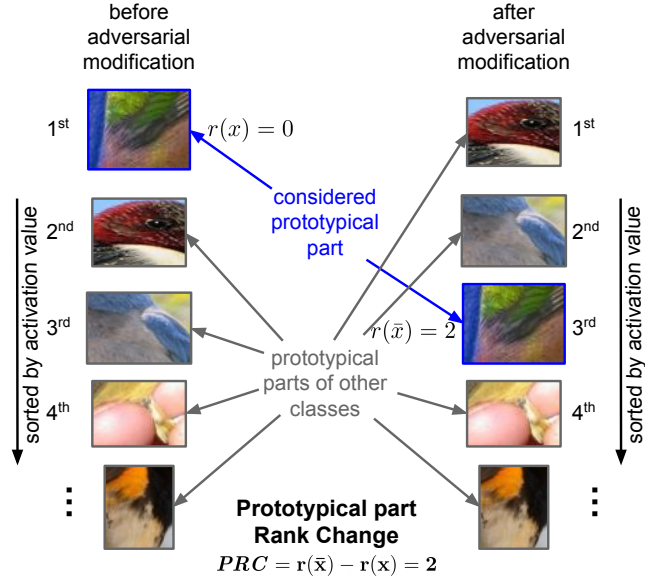 before
adversarial
modification
after
adversarial
modification
1st
r(x) = 0
1st
considered
prototypical
part
2nd
2nd
sorted by activation value
sorted by activation value
3rd
r(x̄) = 2
3rd
prototypical
parts of other
classes
4th
4th
...
...
Prototypical part
Rank Change
PRC = r(x̄) − r(x) = 2